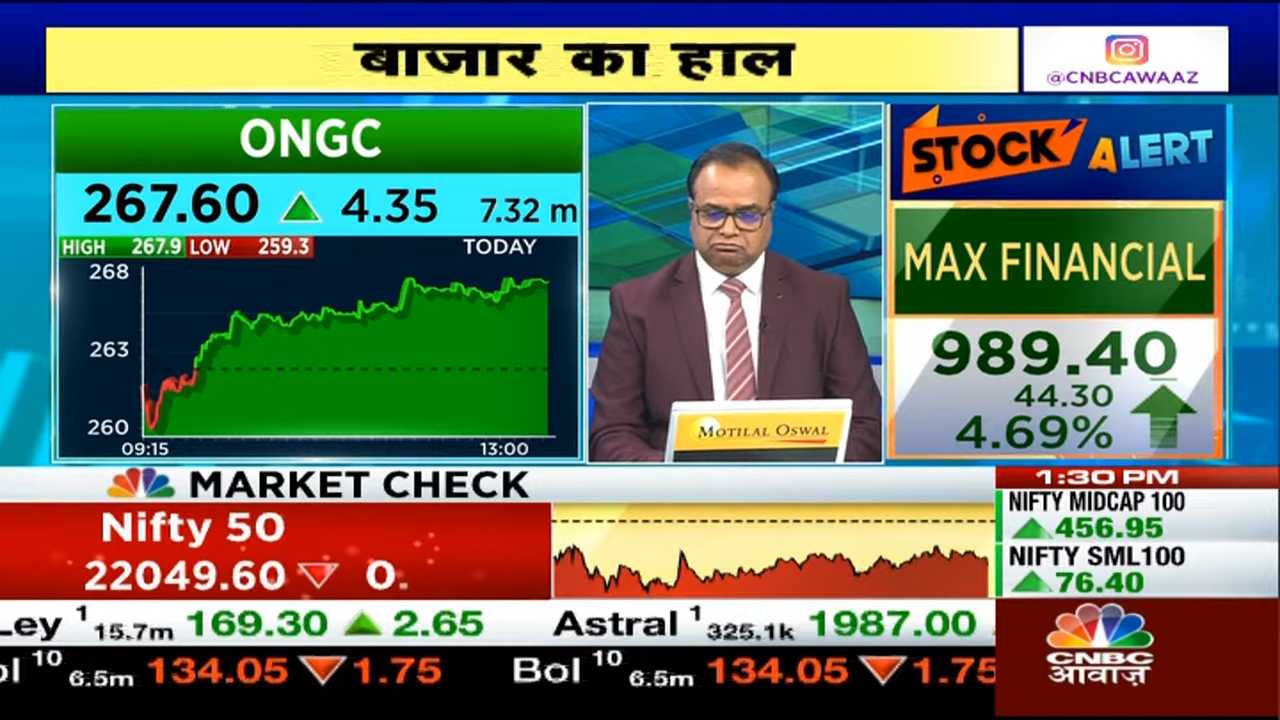 बाजार का हाल
@CNBCAWAAZ
ONGC
267.60 4.35 7.32 m
HIGH 267.9 LOW 259.3 TODAY
268
263
260
09:15 13:00
MOTILAL OSWAL
STOCK ALERT
MAX FINANCIAL
989.40
44.30
4.69%
MARKET CHECK
Nifty 50
22049.60 0.
1:30 PM
NIFTY MIDCAP 100
456.95
NIFTY SML100
76.40
Ley 1 15.7m 169.30 2.65 Astral 1 325.1k 1987.00
ol 10 6.5m 134.05 1.75 BoI 10 6.5m 134.05 1.75
CNBC
आवाज़